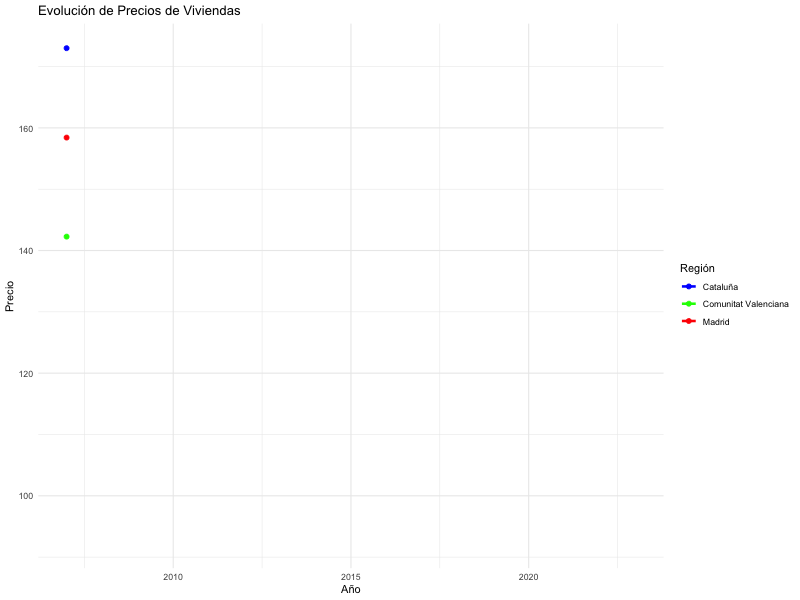 Evolución de Precios de Viviendas
Precio
160
140
120
100
2010
2015
2020
Año
Región
Cataluña
Comunitat Valenciana
Madrid